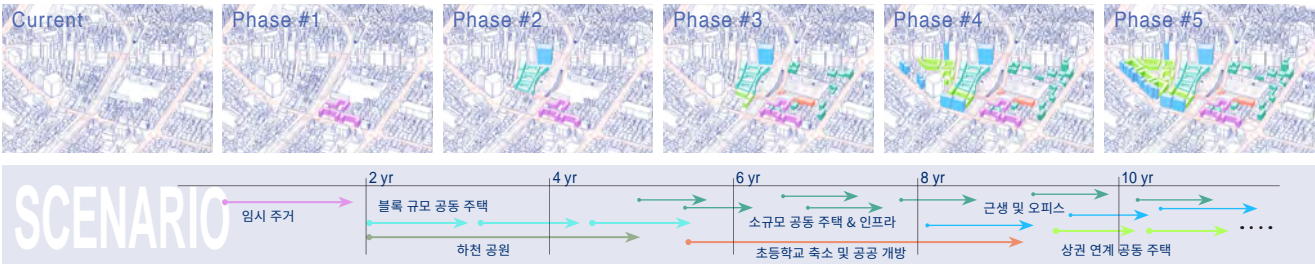 Current
Phase #1
Phase #2
Phase #3
Phase #4
Phase #5
SCENARIO
2 yr
4 yr
6 yr
8 yr
10 yr
임시 주거
블록 규모 공동 주택
하천 공원
소규모 공동 주택 & 인프라
초등학교 축소 및 공공 개방
근생 및 오피스
상권 연계 공동 주택